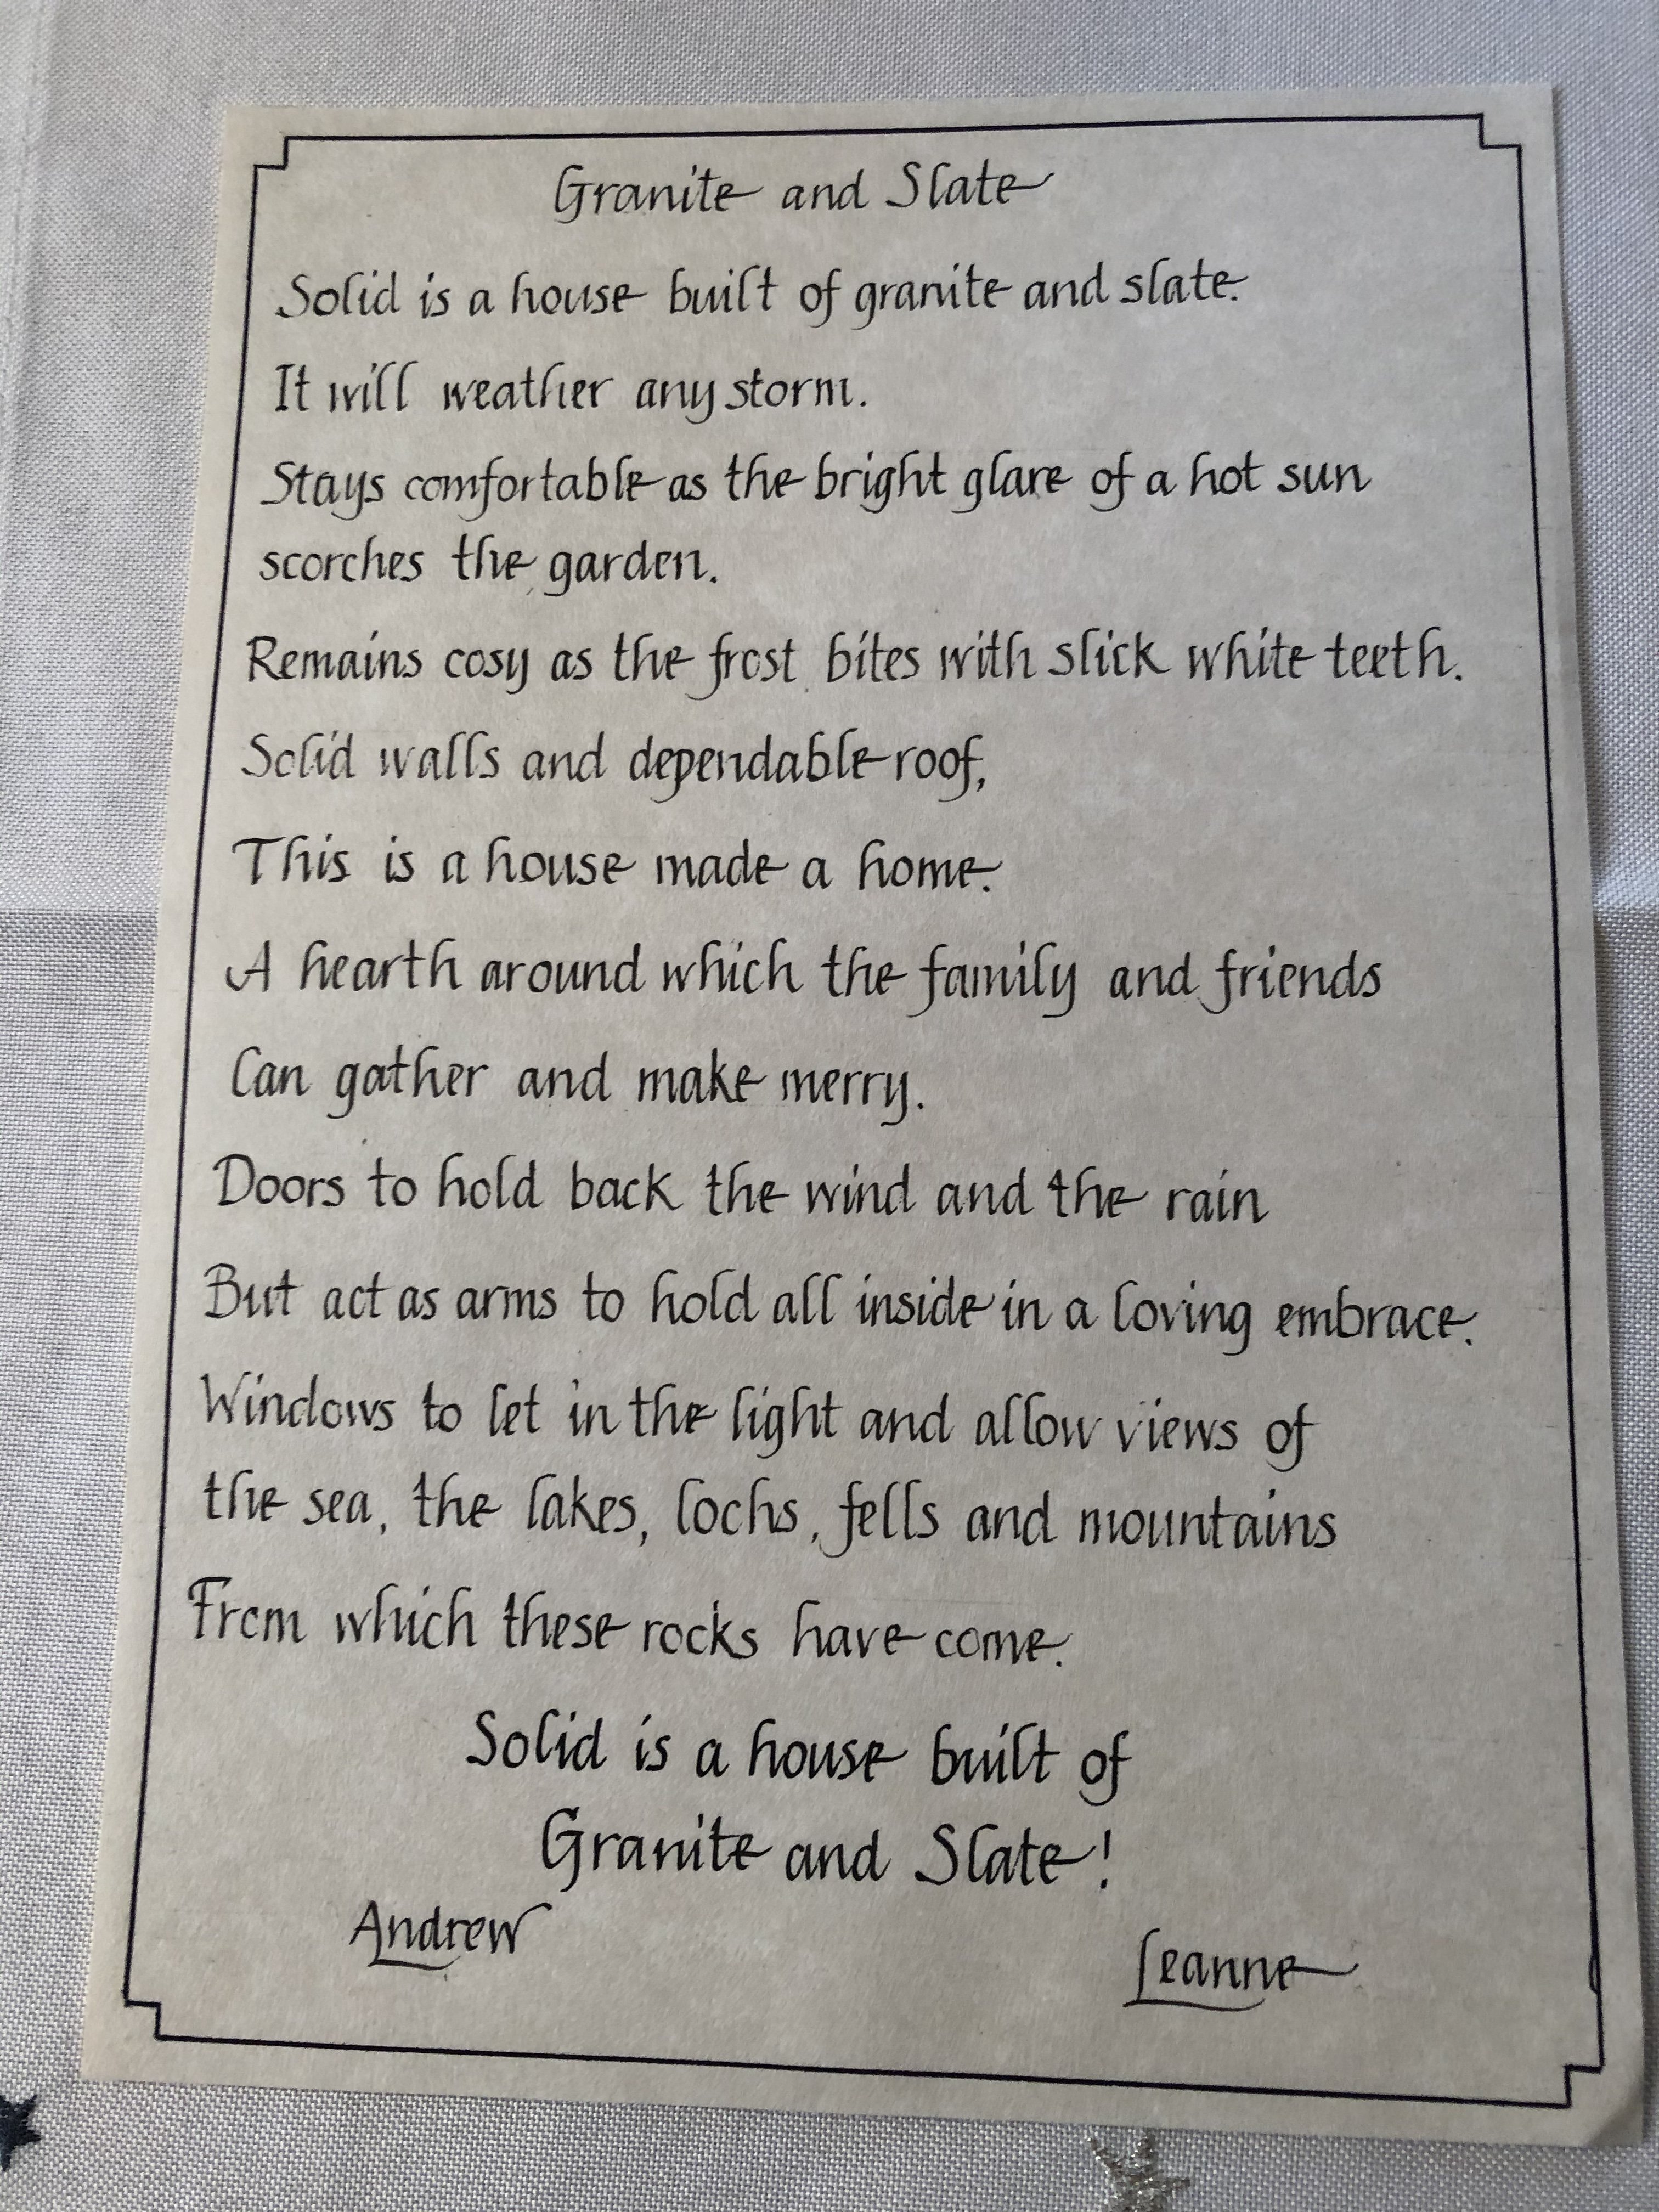 Granite and Slate
Solid is a house built of granite and slate.
It will weather any storm.
Stays comfortable as the bright glare of a hot sun
scorches the garden.
Remains cosy as the frost bites with slick white teeth.
Solid walls and dependable roof,
This is a house made a home.
A hearth around which the family and friends
Can gather and make merry.
Doors to hold back the wind and the rain
But act as arms to hold all inside in a loving embrace.
Windows to let in the light and allow views of
the sea, the lakes, lochs, fells and mountains
From which these rocks have come.
Solid is a house built of
Granite and Slate!
Andrew
Leanne